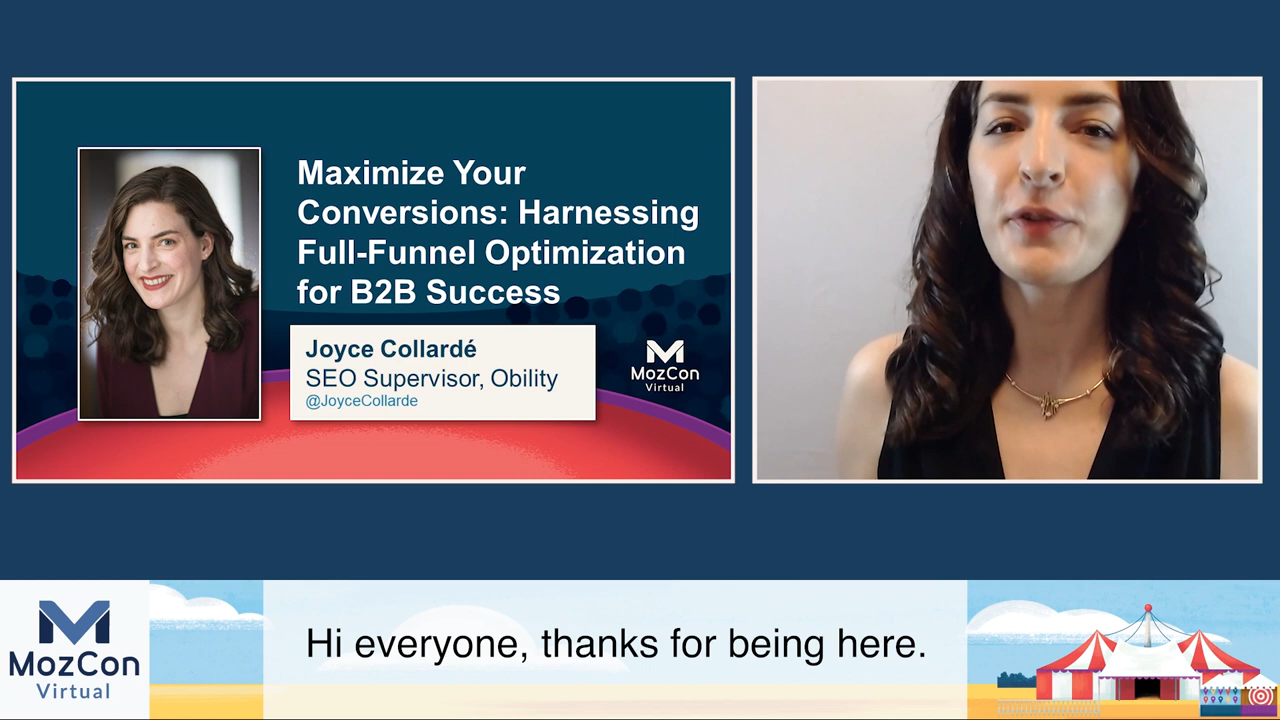 Maximize Your
Conversions: Harnessing
Full-Funnel Optimization
for B2B Success
Joyce Collardé
SEO Supervisor, Obility
@JoyceCollarde
MozCon
Virtual
MozCon
Virtual
Hi everyone, thanks for being here.